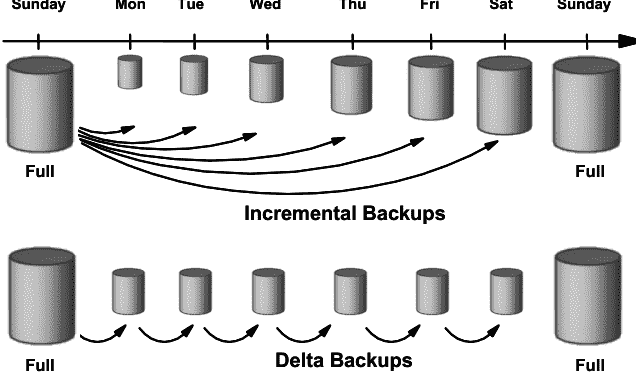 Sunday Mon Tue Wed Thu Fri Sat Sunday
Full Full
Incremental Backups
Delta Backups
Full Full